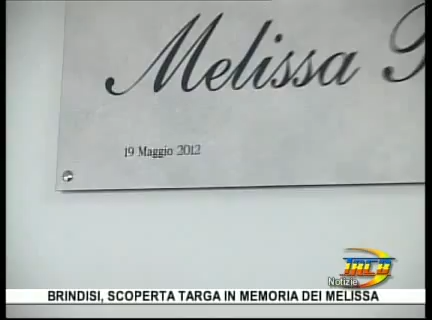 Melissa
19 Maggio 2012
Notizie
BRINDISI, SCOPERTA TARGA IN MEMORIA DEI MELISSA